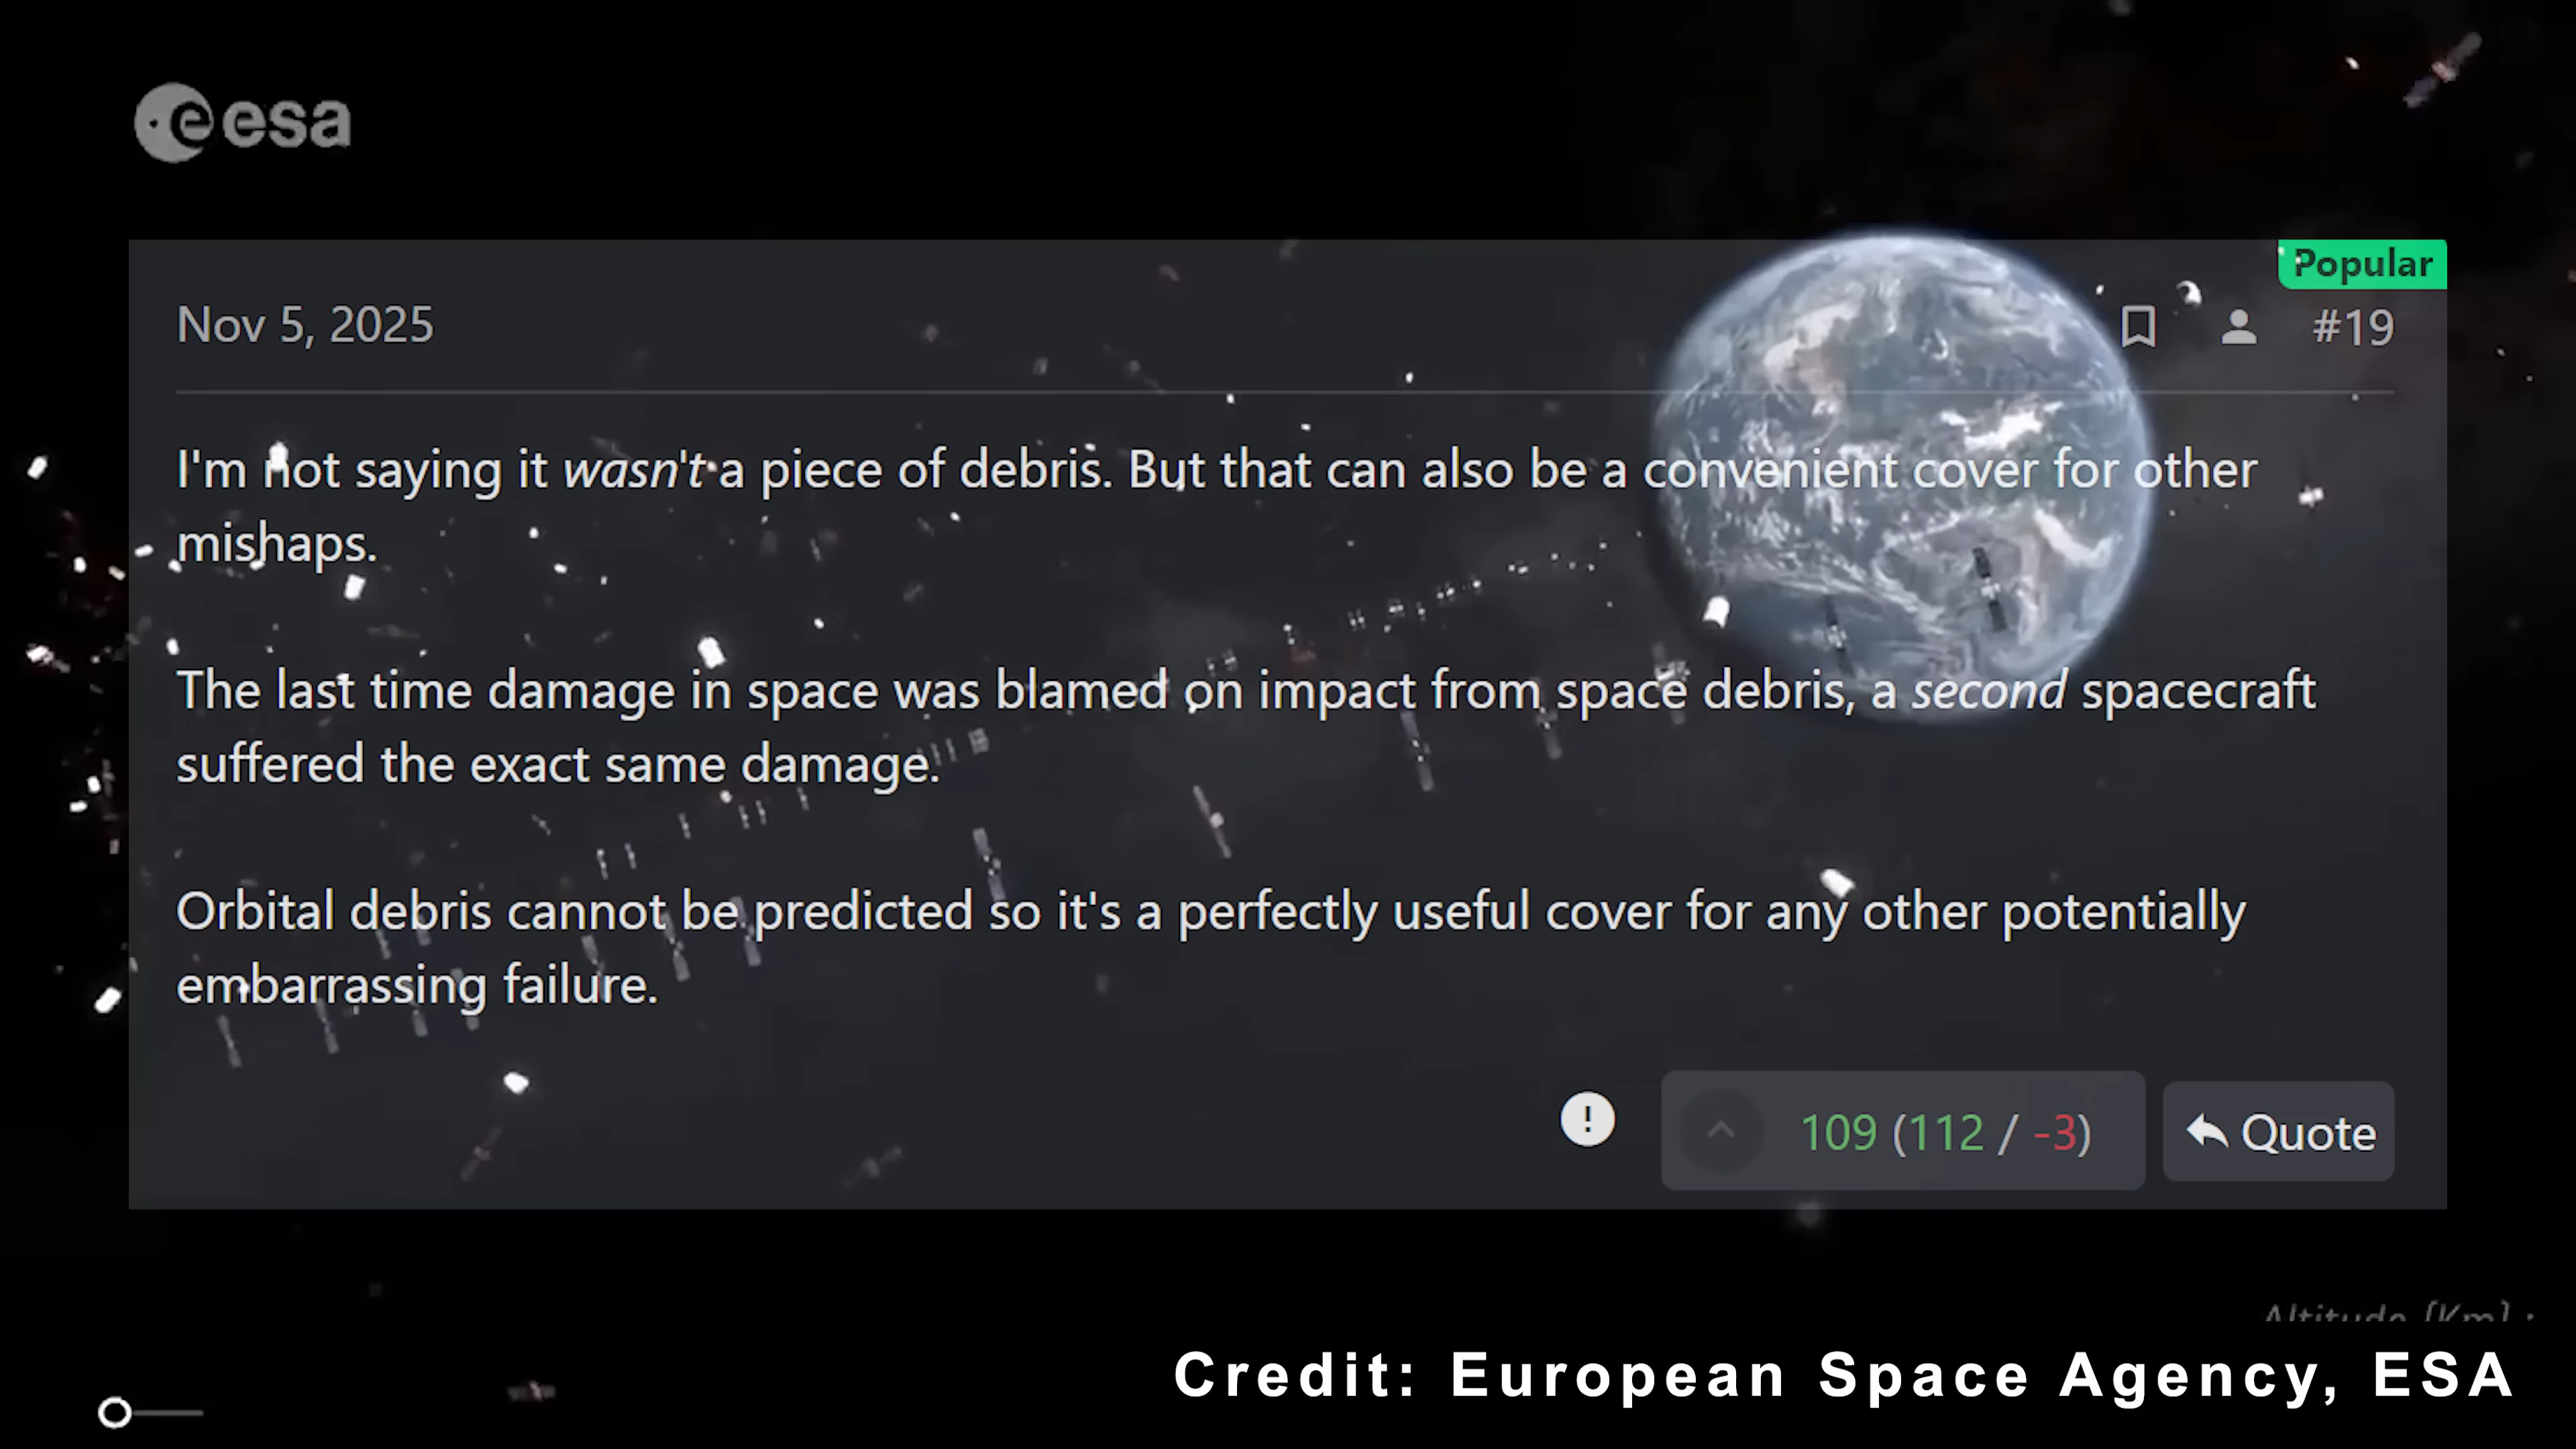 esa
Popular
Nov 5, 2025
#19
I'm not saying it wasn't a piece of debris. But that can also be a convenient cover for other
mishaps.
The last time damage in space was blamed on impact from space debris, a second spacecraft
suffered the exact same damage.
Orbital debris cannot be predicted so it's a perfectly useful cover for any other potentially
embarrassing failure.
109 (112 / -3)
Quote
Altitude [Km] :
Credit: European Space Agency, ESA